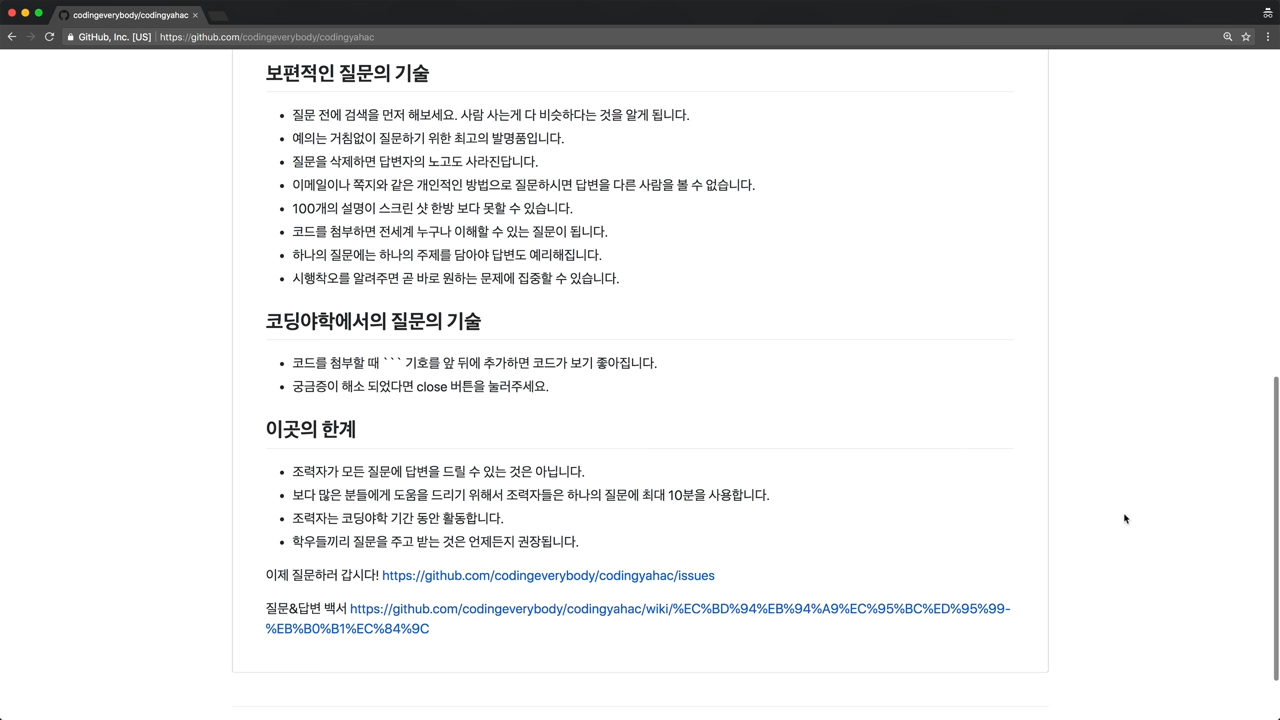 codingeverybody/codingyahac
GitHub, Inc. [US] https://github.com/codingeverybody/codingyahac
보편적인 질문의 기술
질문 전에 검색을 먼저 해보세요. 사람 사는게 다 비슷하다는 것을 알게 됩니다.
예의는 거침없이 질문하기 위한 최고의 발명품입니다.
질문을 삭제하면 답변자의 노고도 사라진답니다.
이메일이나 쪽지와 같은 개인적인 방법으로 질문하시면 답변을 다른 사람을 볼 수 없습니다.
100개의 설명이 스크린 샷 한방 보다 못할 수 있습니다.
코드를 첨부하면 전세계 누구나 이해할 수 있는 질문이 됩니다.
하나의 질문에는 하나의 주제를 담아야 답변도 예리해집니다.
시행착오를 알려주면 곧 바로 원하는 문제에 집중할 수 있습니다.
코딩야학에서의 질문의 기술
코드를 첨부할 때 ``` 기호를 앞 뒤에 추가하면 코드가 보기 좋아집니다.
궁금증이 해소 되었다면 close 버튼을 눌러주세요.
이곳의 한계
조력자가 모든 질문에 답변을 드릴 수 있는 것은 아닙니다.
보다 많은 분들에게 도움을 드리기 위해서 조력자들은 하나의 질문에 최대 10분을 사용합니다.
조력자는 코딩야학 기간 동안 활동합니다.
학우들끼리 질문을 주고 받는 것은 언제든지 권장됩니다.
이제 질문하러 갑시다! https://github.com/codingeverybody/codingyahac/issues
질문&답변 백서 https://github.com/codingeverybody/codingyahac/wiki/%EC%BD%94%EB%94%A9%EC%95%BC%ED%95%99-
%EB%B0%B1%EC%84%9C